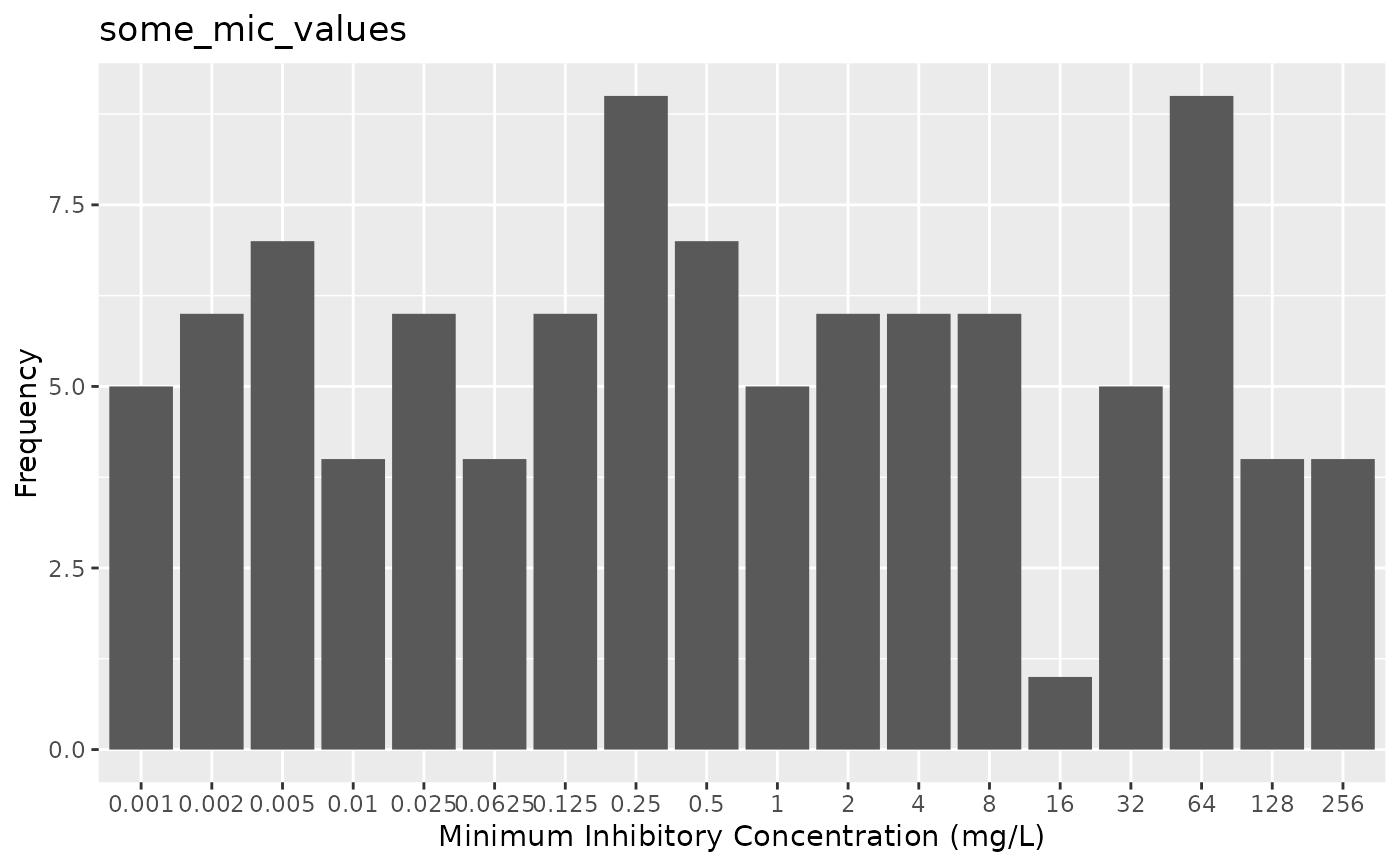 some_mic_values
Frequency
7.5
5.0
2.5
0.0
0.001 0.002 0.005 0.01 0.025 0.0625 0.125 0.25 0.5 1 2 4 8 16 32 64 128 256
Minimum Inhibitory Concentration (mg/L)